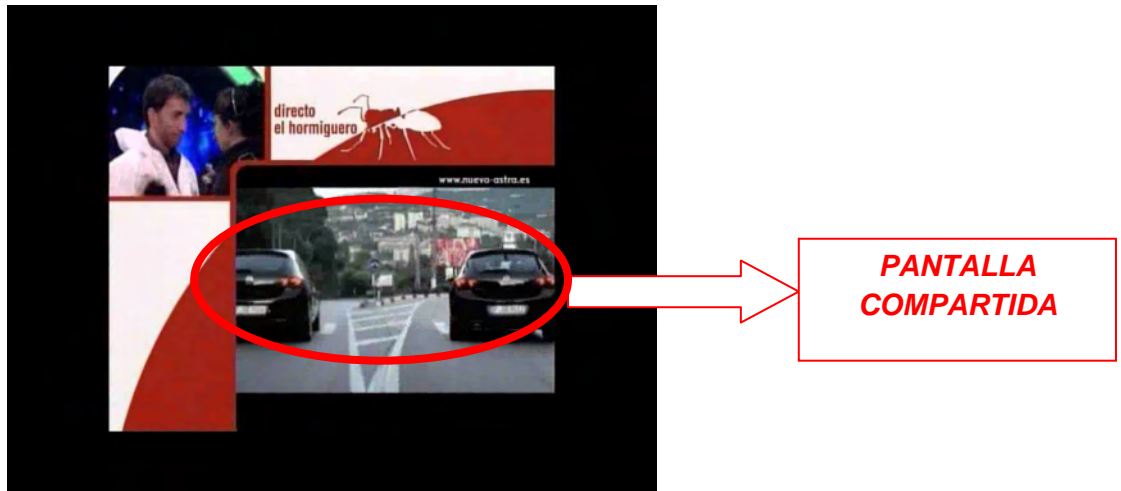 directo
el hormiguero
www.nuevo-astra.es
PANTALLA
COMPARTIDA